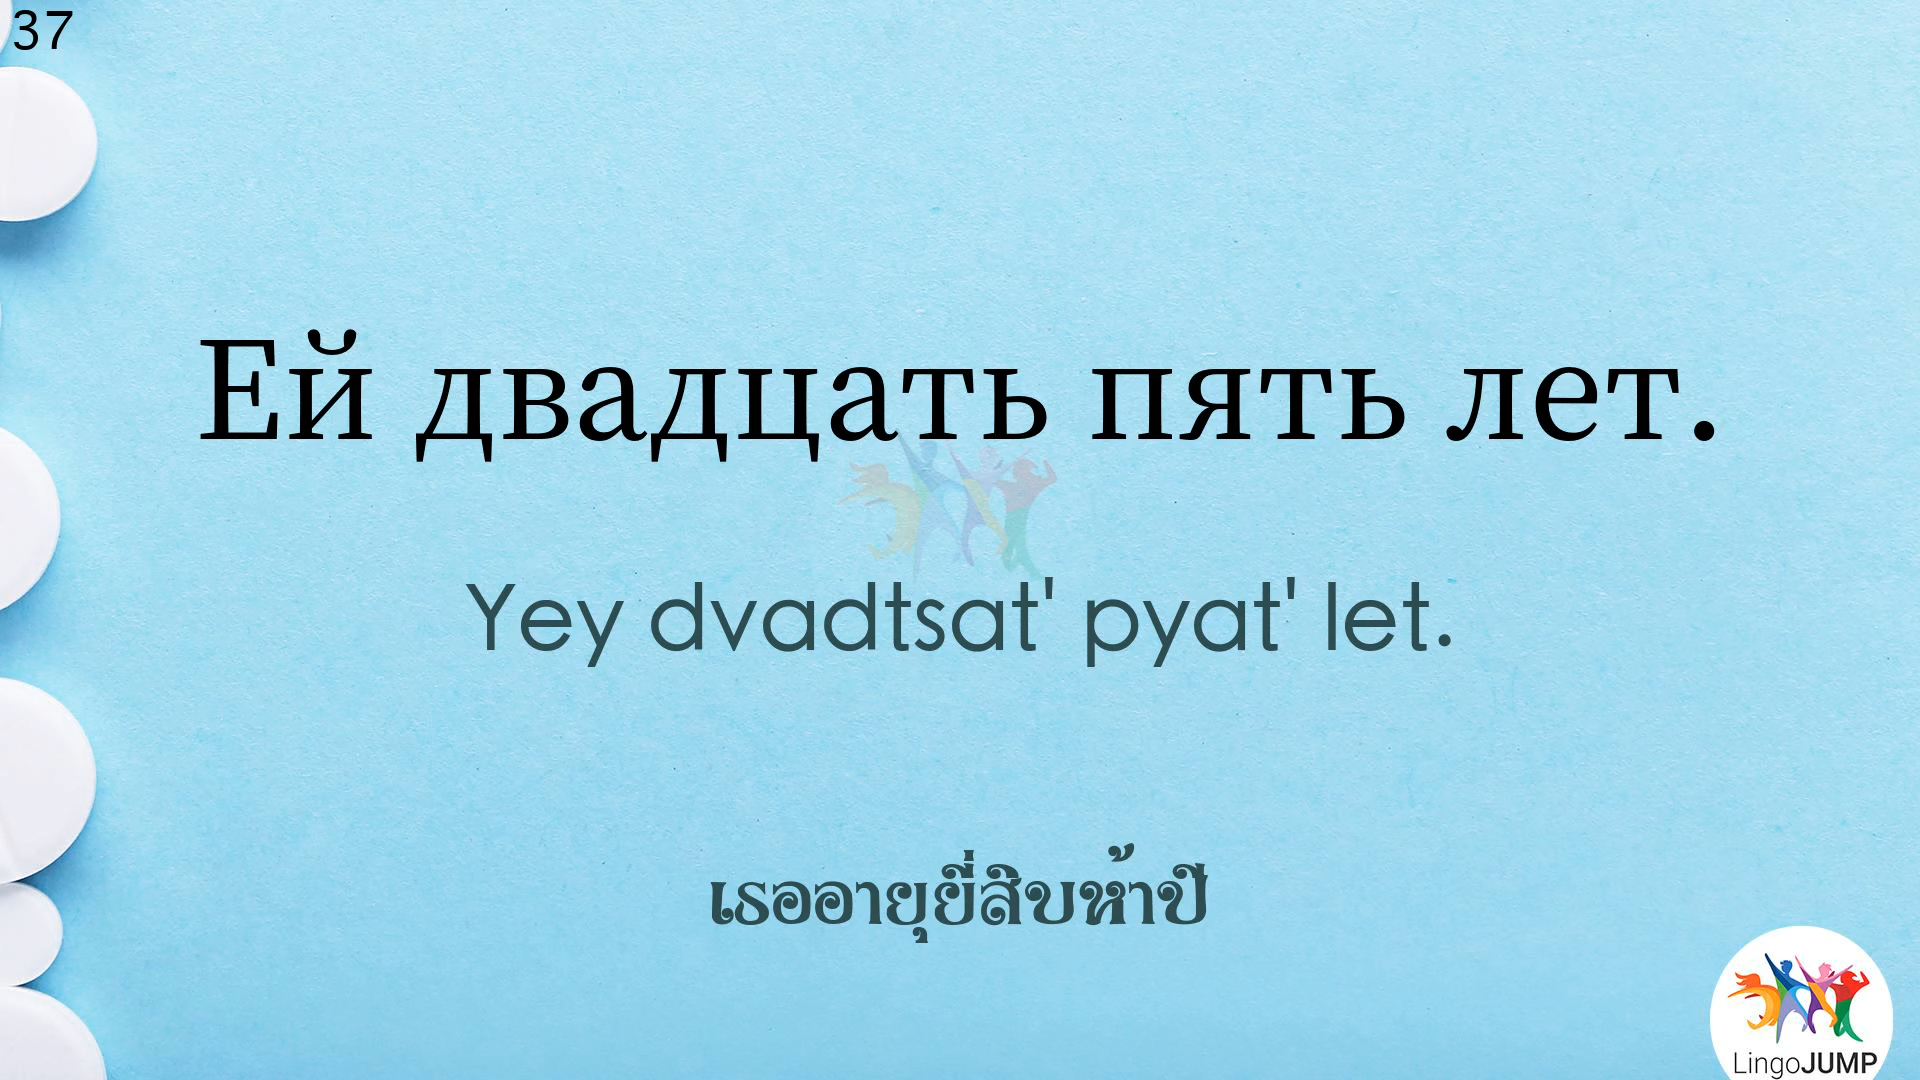 37
Ей двадцать пять лет.
Yey dvadtsat' pyat' let.
เธออายุยี่สิบห้าปี
LingoJUMP